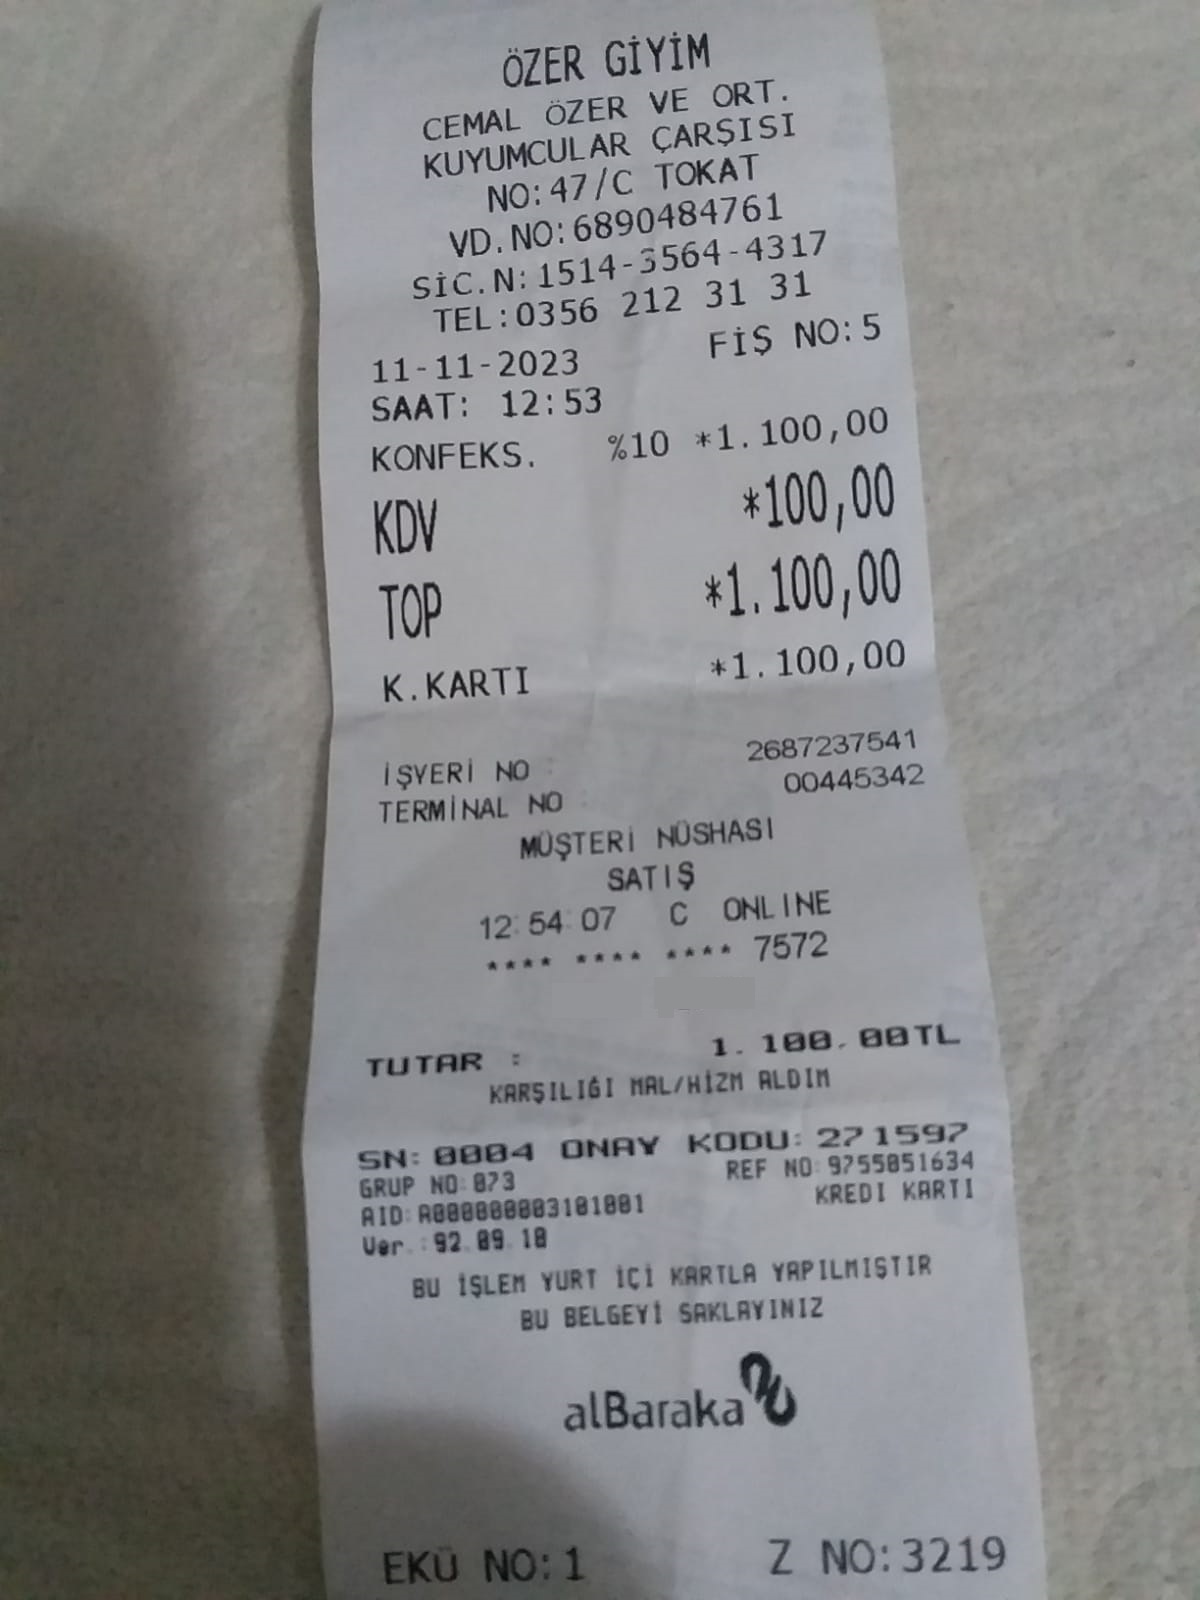 ÖZER GİYİM
CEMAL ÖZER VE ORT.
KUYUMCULAR ÇARŞISI
NO:47/C TOKAT
VD.NO:6890484761
SİC.N:1514-3564-4317
TEL:0356 212 31 31
11-11-2023 FİŞ NO:5
SAAT: 12:53
KONFEKS. %10 *1.100,00
KDV *100,00
TOP *1.100,00
K.KARTI *1.100,00
İŞYERİ NO : 2687237541
TERMİNAL NO : 00445342
MÜŞTERİ NÜSHASI
SATIŞ
12:54:07 C ONLINE
**** **** **** 7572
TUTAR : 1.100.00TL
KARŞILIĞI MAL/HİZM ALDIM
SN:0004 ONAY KODU:271597
GRUP NO:073 REF NO:9755051634
AID:A0000000003101001 KREDI KARTI
Ver.:92.09.10
BU İŞLEM YURT İÇİ KARTLA YAPILMIŞTIR
BU BELGEYİ SAKLAYINIZ
alBaraka
EKÜ NO:1 Z NO:3219